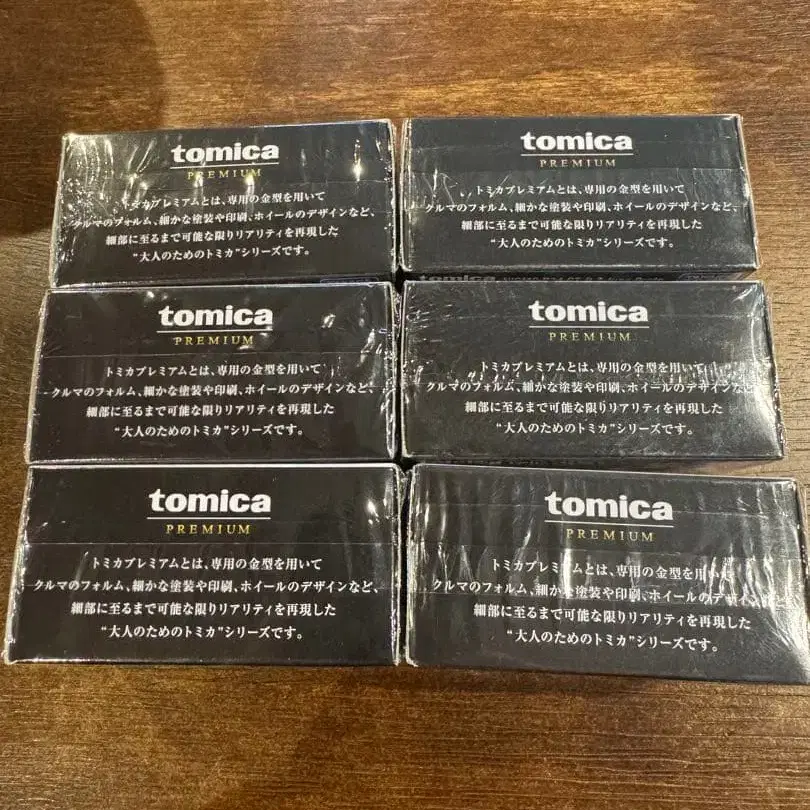 tomica
PREMIUM
トミカプレミアムとは、専用の金型を用いて
クルマのフォルム、細かな塗装や印刷、ホイールのデザインなど、
細部に至るまで可能な限りリアリティを再現した
“大人のためのトミカ”シリーズです。
tomica
PREMIUM
トミカプレミアムとは、専用の金型を用いて
クルマのフォルム、細かな塗装や印刷、ホイールのデザインなど、
細部に至るまで可能な限りリアリティを再現した
“大人のためのトミカ”シリーズです。
tomica
PREMIUM
トミカプレミアムとは、専用の金型を用いて
クルマのフォルム、細かな塗装や印刷、ホイールのデザインなど、
細部に至るまで可能な限りリアリティを再現した
“大人のためのトミカ”シリーズです。
tomica
PREMIUM
トミカプレミアムとは、専用の金型を用いて
クルマのフォルム、細かな塗装や印刷、ホイールのデザインなど
細部に至るまで可能な限りリアリティを再現した
“大人のためのトミカ”シリーズです。
tomica
PREMIUM
トミカプレミアムとは、専用の金型を用いて
クルマのフォルム、細かな塗装や印刷、ホイールのデザインなど、
細部に至るまで可能な限りリアリティを再現した
“大人のためのトミカ”シリーズです。
tomica
PREMIUM
トミカプレミアムとは、専用の金型を用いて
クルマのフォルム、細かな塗装や印刷、ホイールのデザインなど、
細部に至るまで可能な限りリアリティを再現した
“大人のためのトミカ”シリーズです。